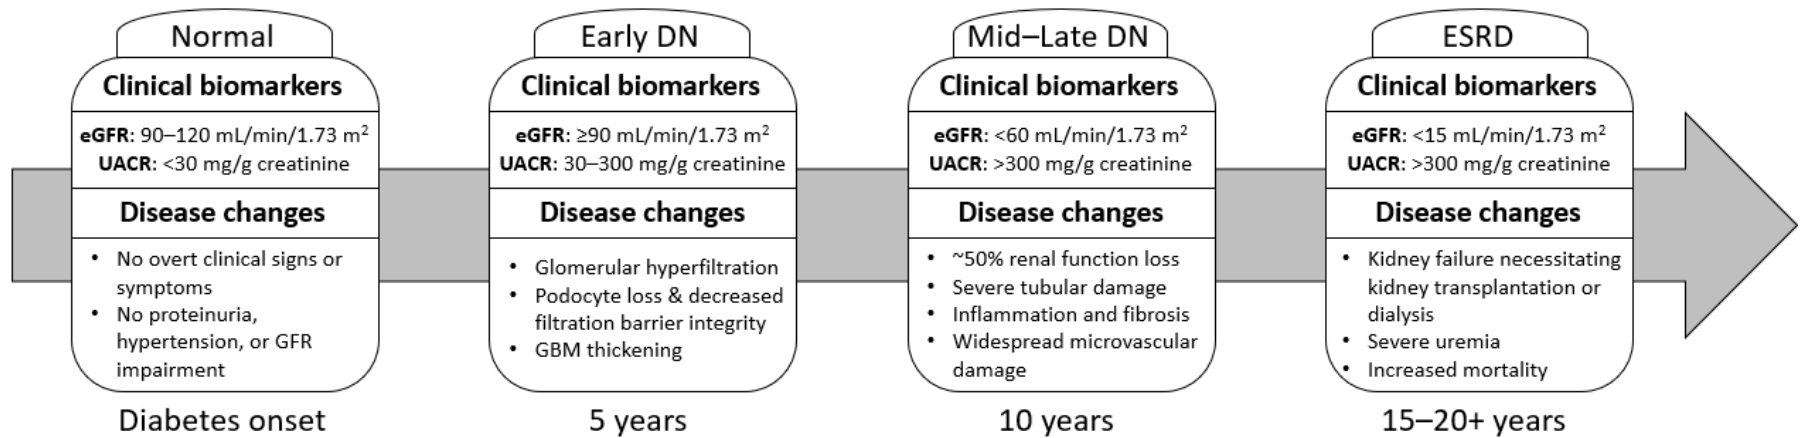 Normal
Clinical biomarkers
eGFR: 90–120 mL/min/1.73 m²
UACR: <30 mg/g creatinine
Disease changes
• No overt clinical signs or
symptoms
• No proteinuria,
hypertension, or GFR
impairment
Diabetes onset
Early DN
Clinical biomarkers
eGFR: ≥90 mL/min/1.73 m²
UACR: 30–300 mg/g creatinine
Disease changes
• Glomerular hyperfiltration
• Podocyte loss & decreased
filtration barrier integrity
• GBM thickening
5 years
Mid–Late DN
Clinical biomarkers
eGFR: <60 mL/min/1.73 m²
UACR: >300 mg/g creatinine
Disease changes
• ~50% renal function loss
• Severe tubular damage
• Inflammation and fibrosis
• Widespread microvascular
damage
10 years
ESRD
Clinical biomarkers
eGFR: <15 mL/min/1.73 m²
UACR: >300 mg/g creatinine
Disease changes
• Kidney failure necessitating
kidney transplantation or
dialysis
• Severe uremia
• Increased mortality
15–20+ years